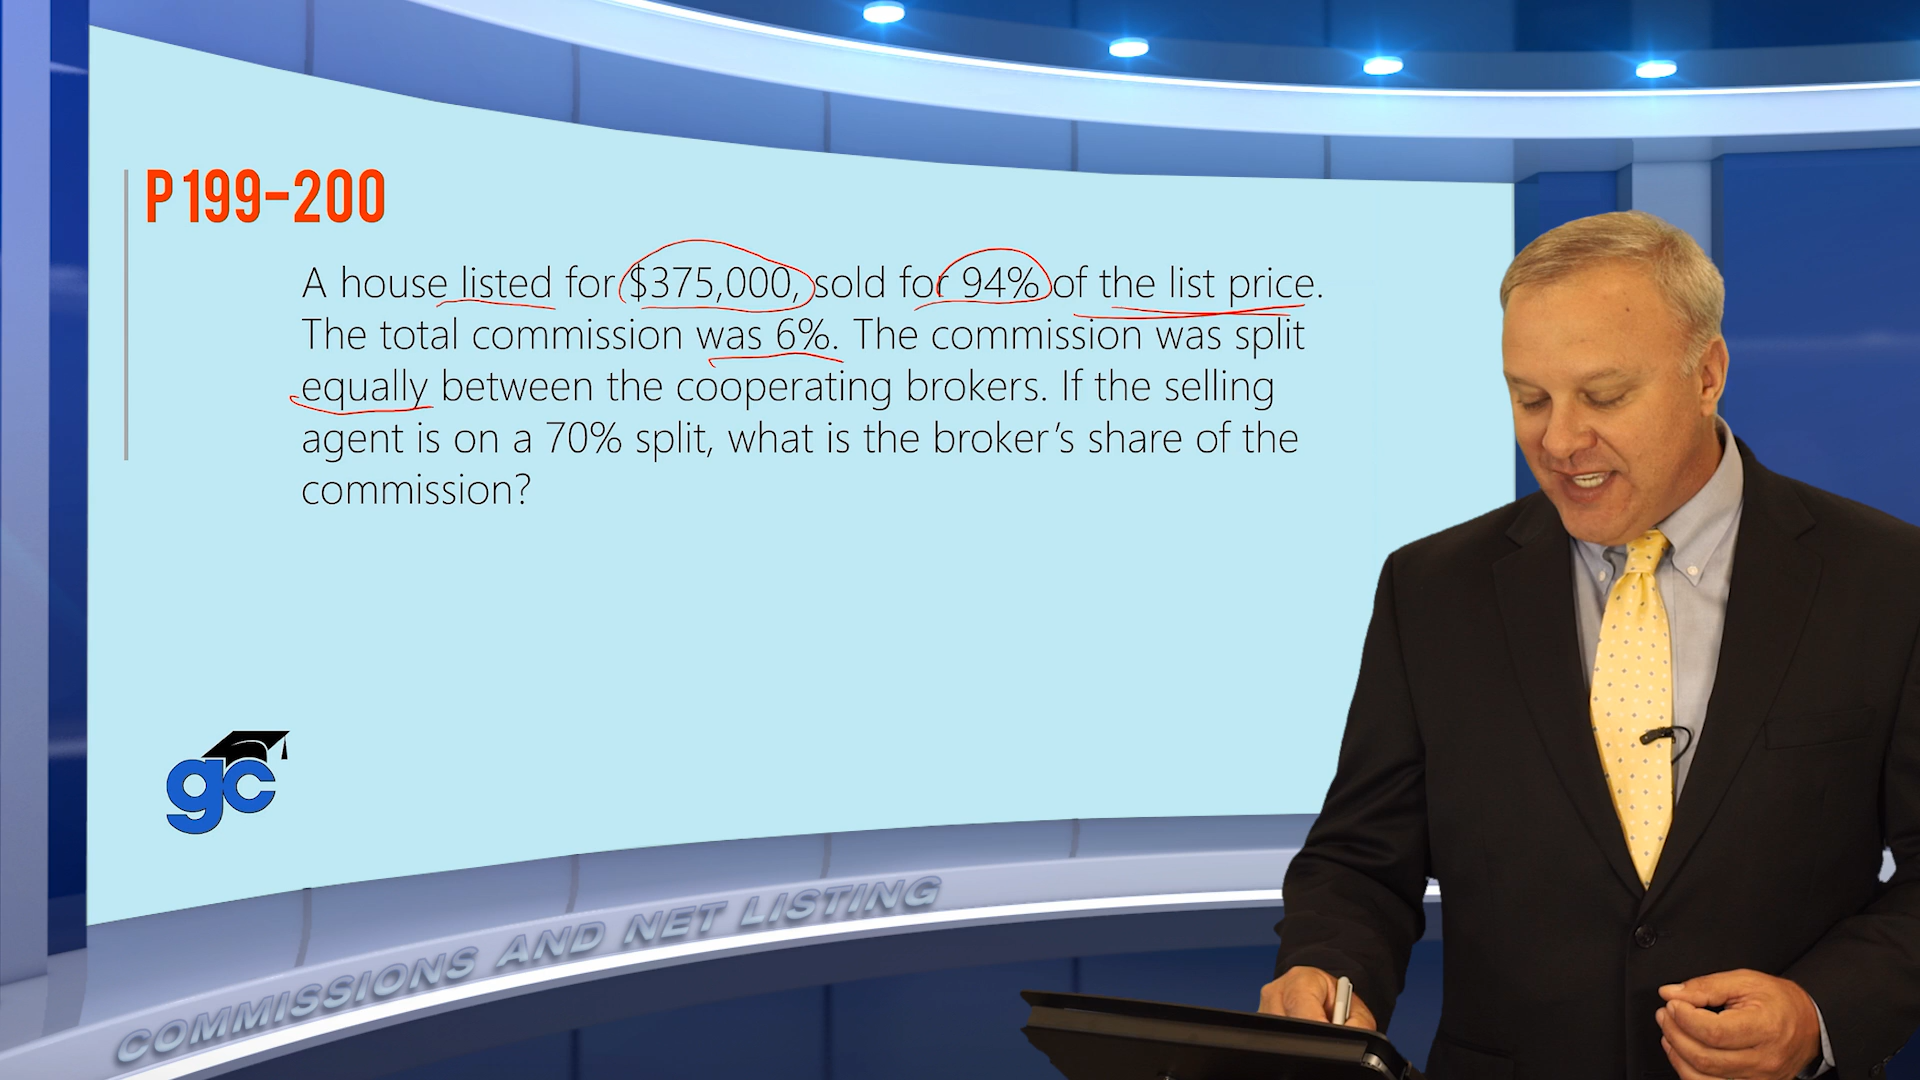 P 199-200
A house listed for $375,000, sold for 94% of the list price.
The total commission was 6%. The commission was split
equally between the cooperating brokers. If the selling
agent is on a 70% split, what is the broker’s share of the
commission?
gc
COMMISSIONS AND NET LISTING